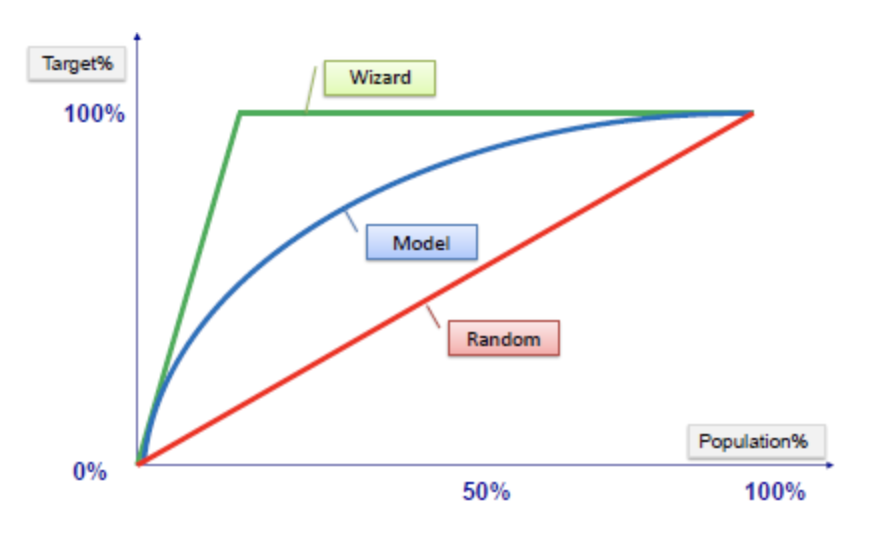 Target%
Wizard
100%
Model
Random
Population%
0%
50%
100%